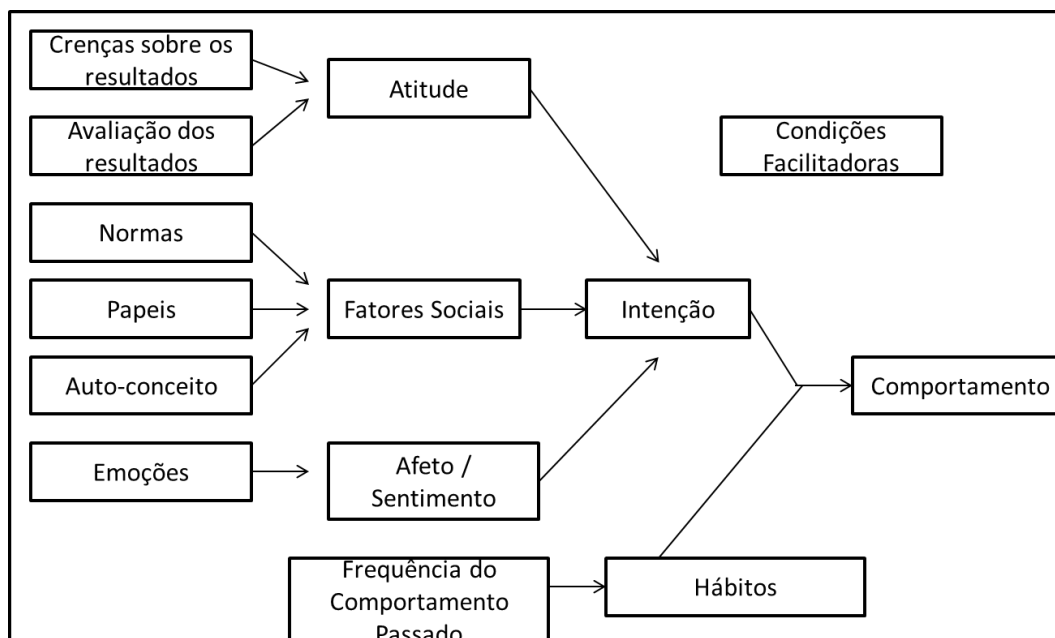 Crenças sobre os
resultados
Atitude
Avaliação dos
resultados
Condições
Facilitadoras
Normas
Papeis
Fatores Sociais
Intenção
Auto-conceito
Comportamento
Emoções
Afeto /
Sentimento
Frequência do
Comportamento
Passado
Hábitos